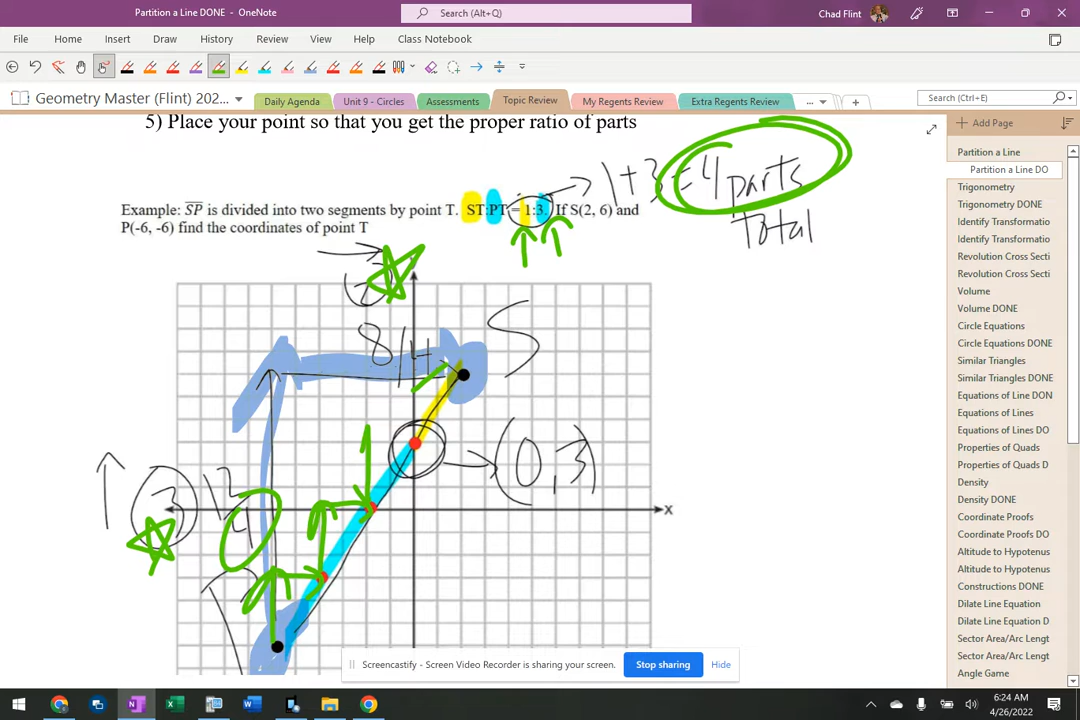 Partition a Line DONE - OneNote
Search (Alt+Q)
Chad Flint
File Home Insert Draw History Review View Help Class Notebook
Geometry Master (Flint) 202...
Daily Agenda
Unit 9 - Circles
Assessments
Topic Review
My Regents Review
Extra Regents Review
...
Search (Ctrl+E)
5) Place your point so that you get the proper ratio of parts
1+3 = 4 parts
Total
Example: SP is divided into two segments by point T. ST:PT = 1:3. If S(2, 6) and
P(-6, -6) find the coordinates of point T
2
8/4
S
(0,3)
3
12/4
x
P
Add Page
Partition a Line
Partition a Line DO
Trigonometry
Trigonometry DONE
Identify Transformatio
Identify Transformatio
Revolution Cross Secti
Revolution Cross Secti
Volume
Volume DONE
Circle Equations
Circle Equations DONE
Similar Triangles
Similar Triangles DONE
Equations of Line DON
Equations of Lines
Equations of Lines DO
Properties of Quads
Properties of Quads D
Density
Density DONE
Coordinate Proofs
Coordinate Proofs DO
Altitude to Hypotenus
Altitude to Hypotenus
Constructions DONE
Dilate Line Equation
Dilate Line Equation D
Sector Area/Arc Lengt
Sector Area/Arc Lengt
Angle Game
Screencastify - Screen Video Recorder is sharing your screen.
Stop sharing
Hide
6:24 AM
4/26/2022